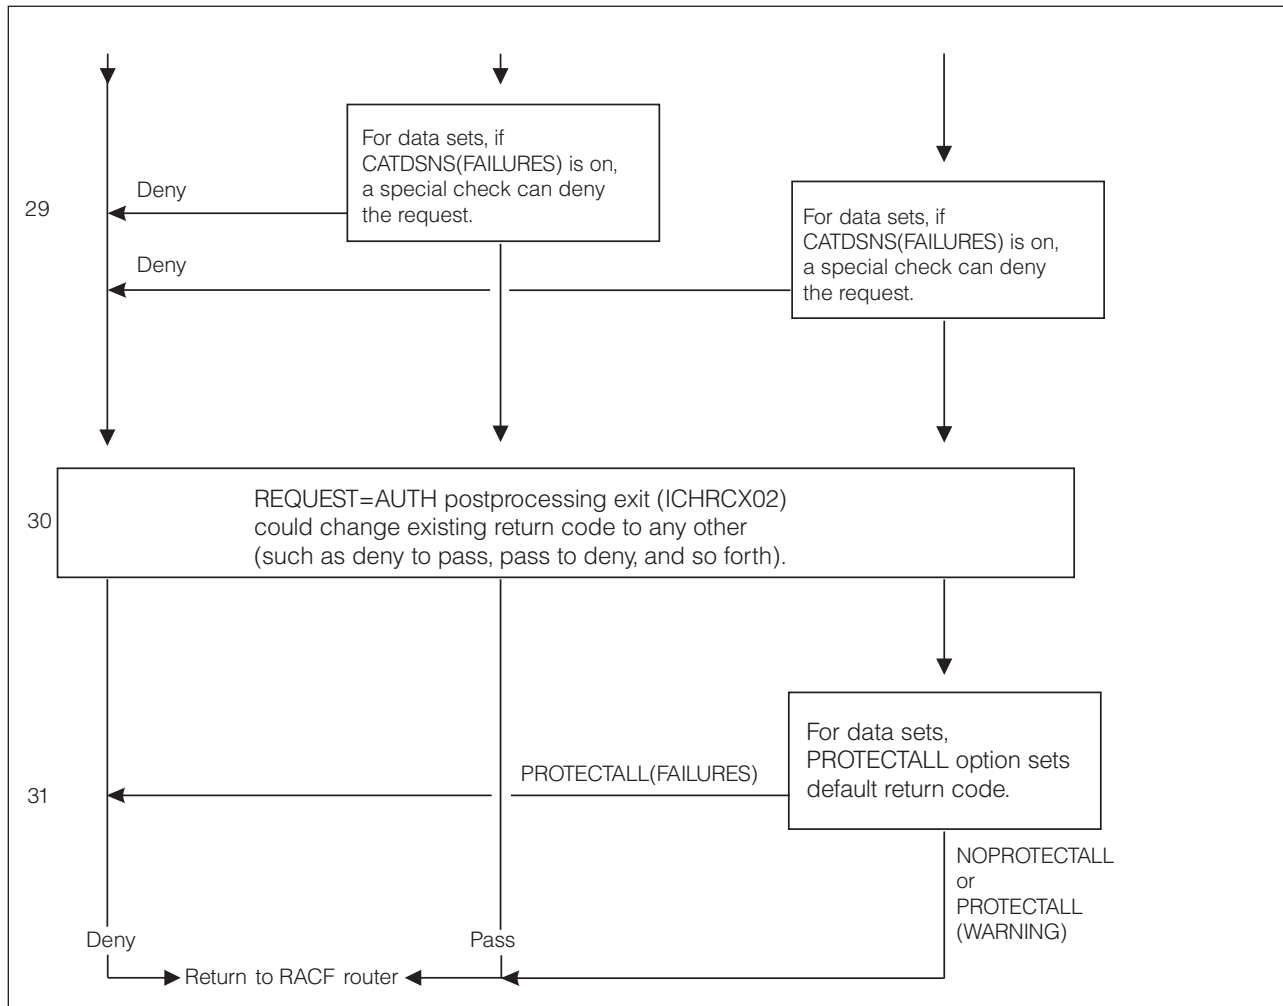 For data sets, if
CATDSNS(FAILURES) is on,
a special check can deny
the request.
Deny
29
For data sets, if
CATDSNS(FAILURES) is on,
a special check can deny
the request.
Deny
30
REQUEST=AUTH postprocessing exit (ICHRCX02)
could change existing return code to any other
(such as deny to pass, pass to deny, and so forth).
For data sets,
PROTECTALL option sets
default return code.
PROTECTALL(FAILURES)
31
NOPROTECTALL
or
PROTECTALL
(WARNING)
Deny
Pass
Return to RACF router